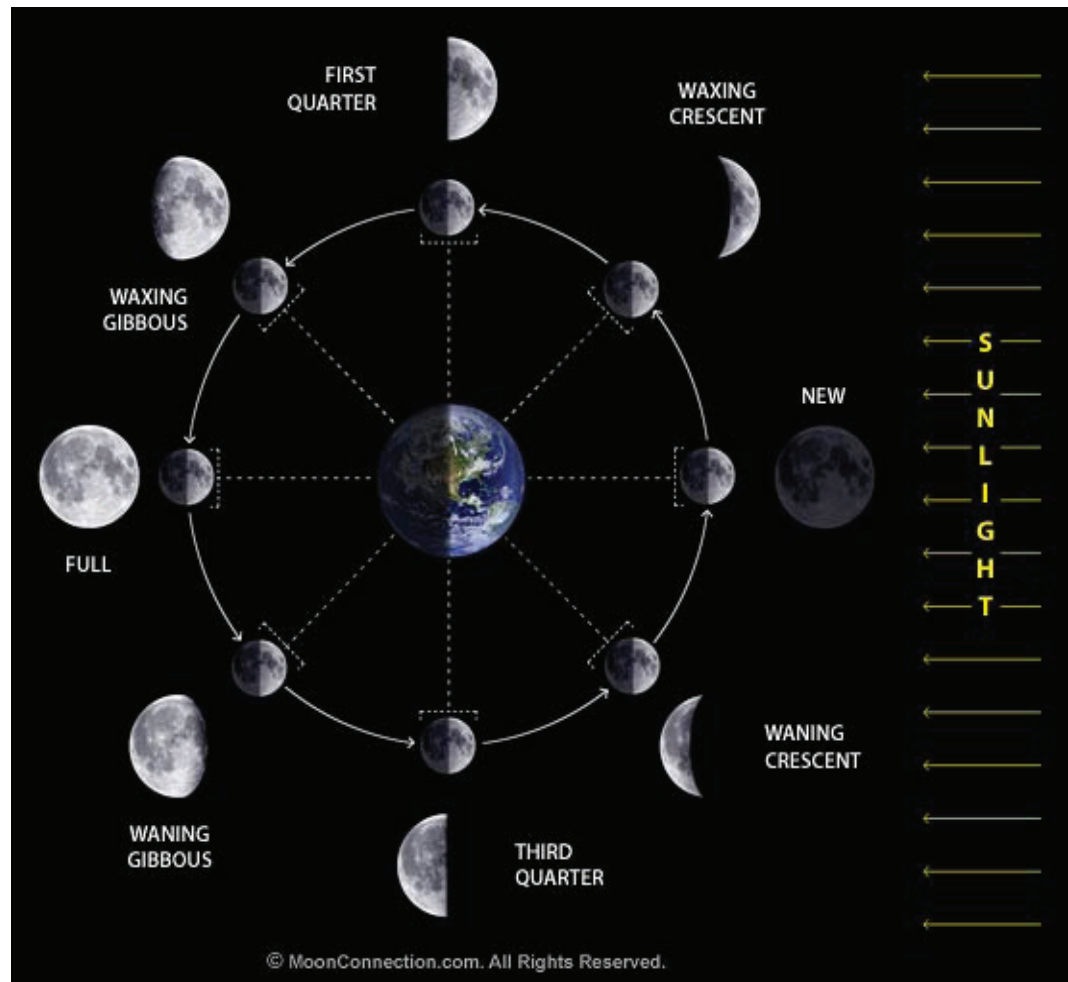 FIRST
QUARTER
WAXING
CRESCENT
WAXING
GIBBOUS
NEW
SUNLIGHT
FULL
WANING
CRESCENT
WANING
GIBBOUS
THIRD
QUARTER
© MoonConnection.com. All Rights Reserved.